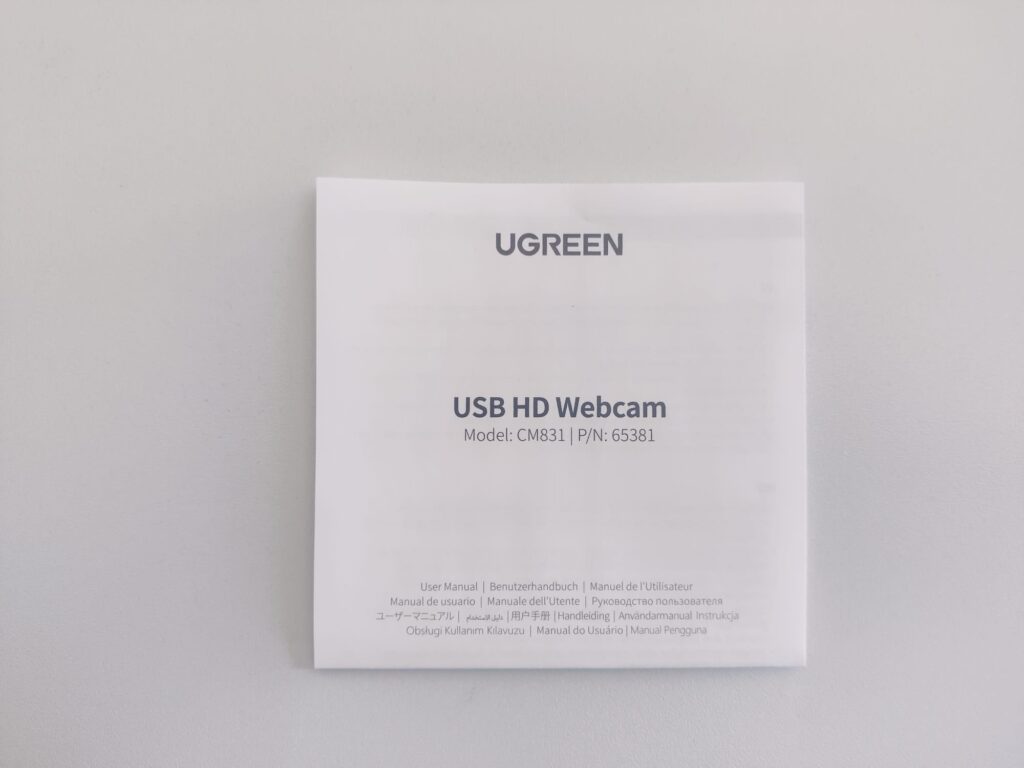 UGREEN
USB HD Webcam
Model: CM831 | P/N: 65381
User Manual | Benutzerhandbuch | Manuel de l'Utilisateur
Manual de usuario | Manuale dell'Utente | Руководство пользователя
ユーザーマニュアル | دليل الاستخدام | 用户手册 | Handleiding | Användarmanual Instrukcja
Obsługi Kullanım Kılavuzu | Manual do Usuário | Manual Pengguna